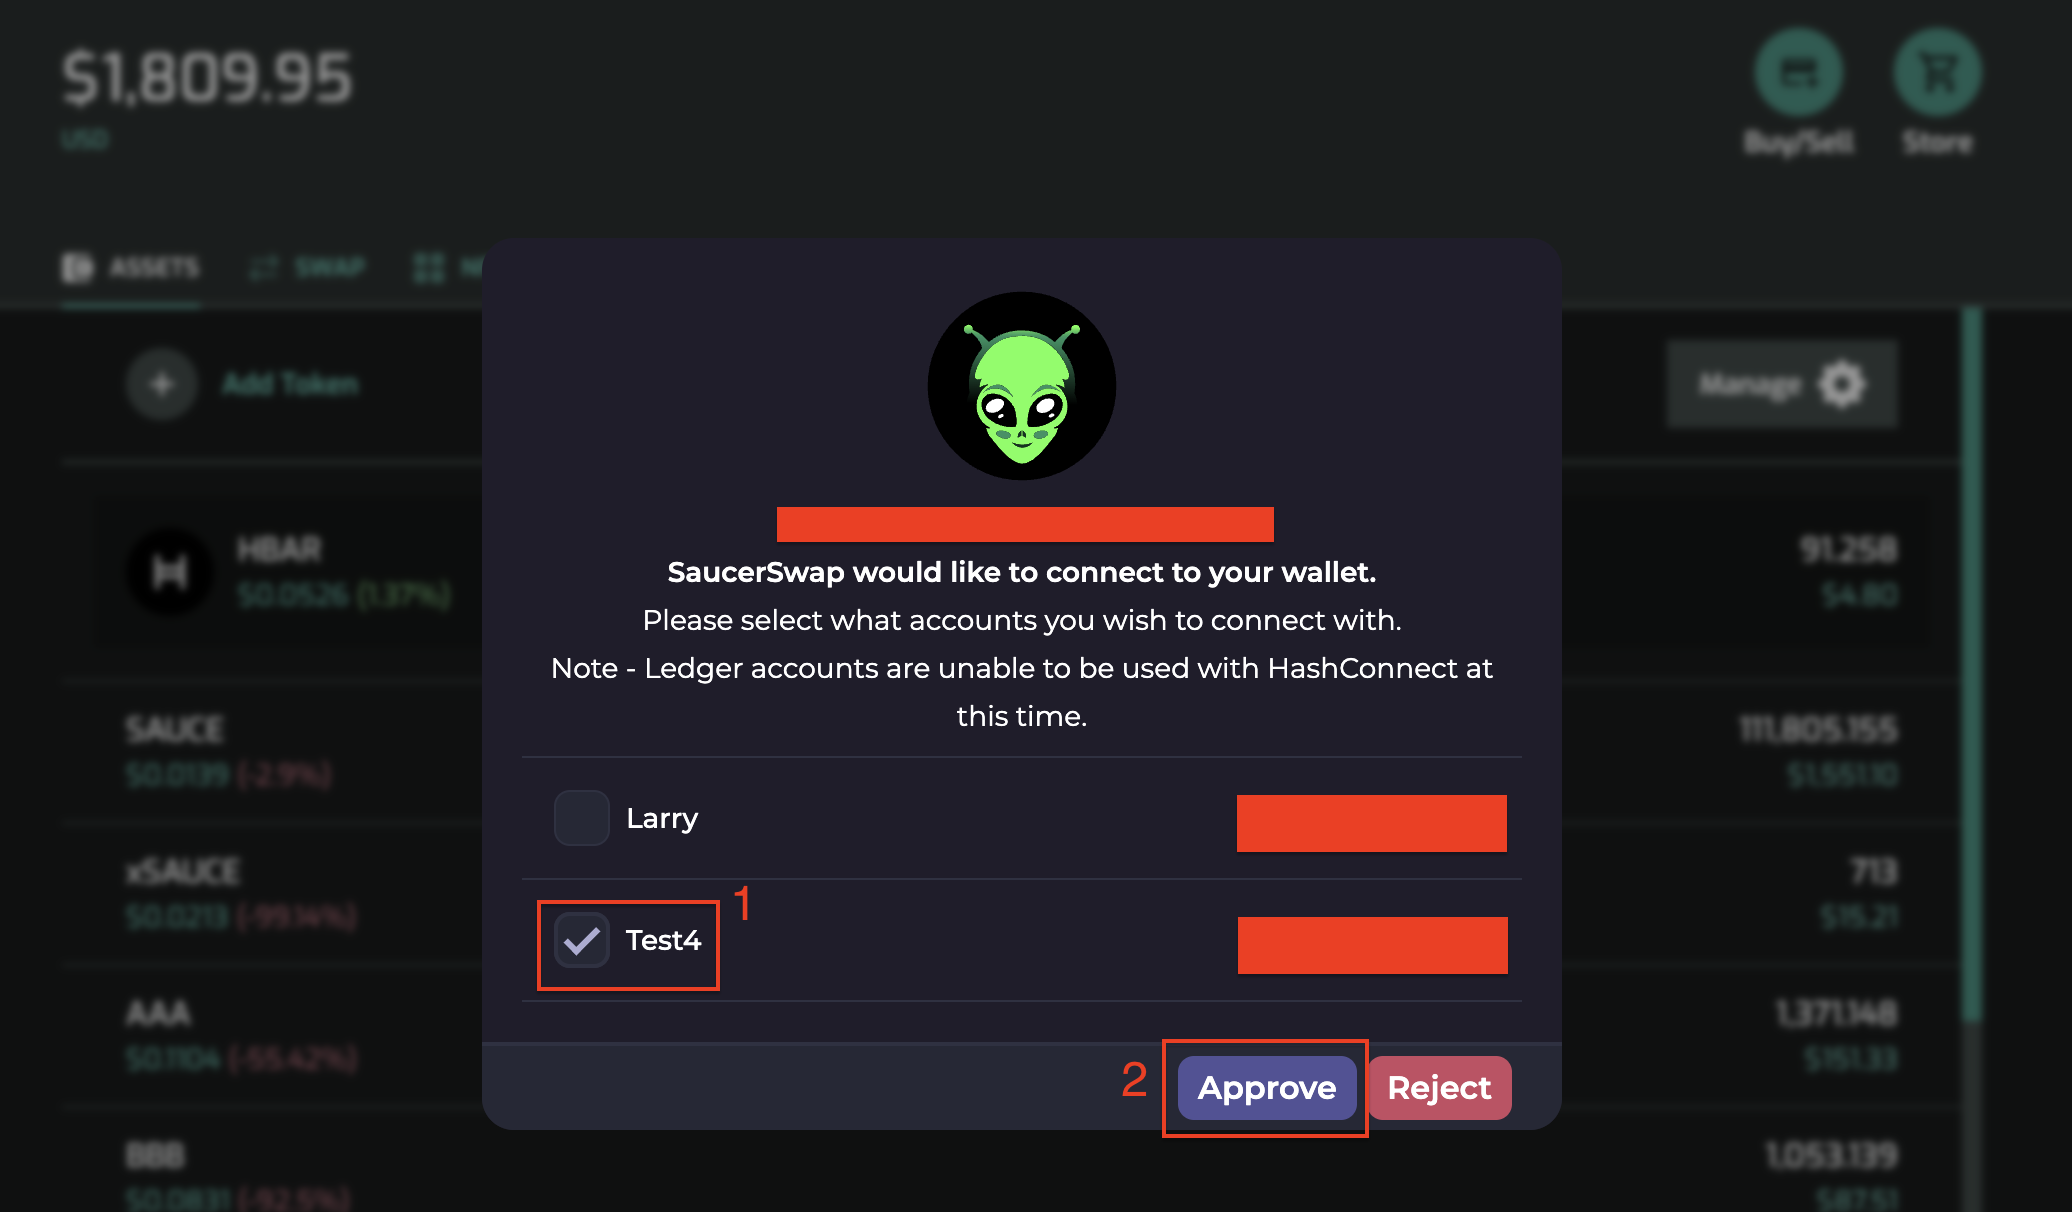 $1,809.95
USD
Buy/Sell
Store
ASSETS
SWAP
Add Token
Manage
HBAR
$0.0526 (1.37%)
91.258
$4.80
SaucerSwap would like to connect to your wallet.
Please select what accounts you wish to connect with.
Note - Ledger accounts are unable to be used with HashConnect at
this time.
SAUCE
$0.0139 (-2.9%)
111,805.155
$1,551.10
Larry
xSAUCE
$0.0213 (-99.14%)
713
$15.21
1
Test4
AAA
$0.1104 (-55.42%)
1,371.148
$151.33
2
Approve
Reject
BBB
$0.0831 (-92.5%)
1,053.139
$87.51